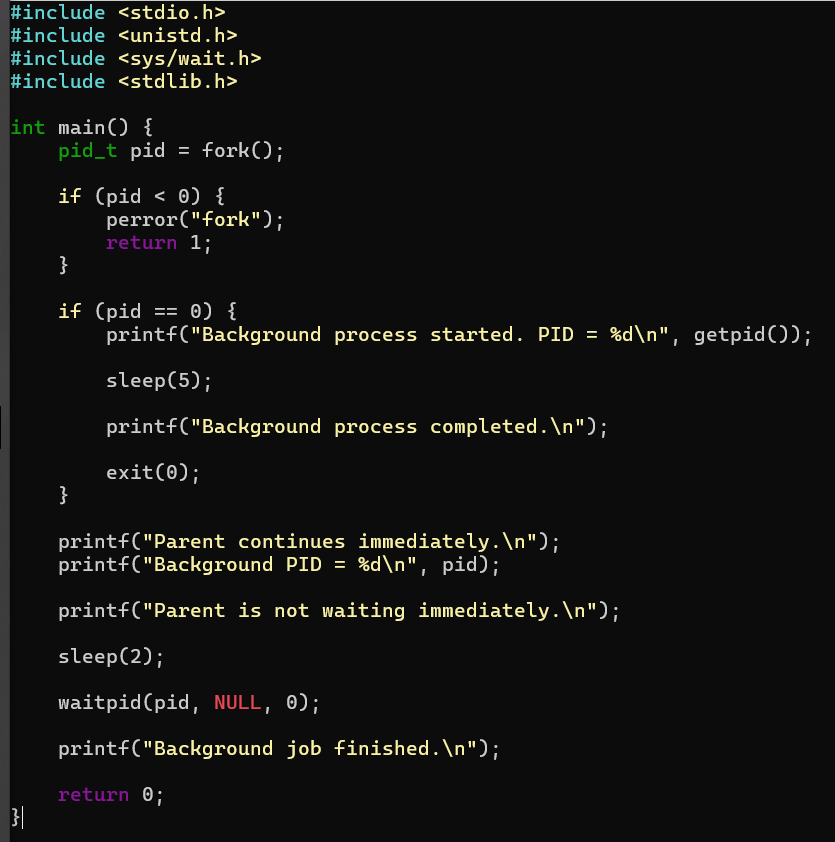 #include <stdio.h>
#include <unistd.h>
#include <sys/wait.h>
#include <stdlib.h>

int main() {
    pid_t pid = fork();

    if (pid < 0) {
        perror("fork");
        return 1;
    }

    if (pid == 0) {
        printf("Background process started. PID = %d\n", getpid());

        sleep(5);

        printf("Background process completed.\n");

        exit(0);
    }

    printf("Parent continues immediately.\n");
    printf("Background PID = %d\n", pid);

    printf("Parent is not waiting immediately.\n");

    sleep(2);

    waitpid(pid, NULL, 0);

    printf("Background job finished.\n");

    return 0;
}